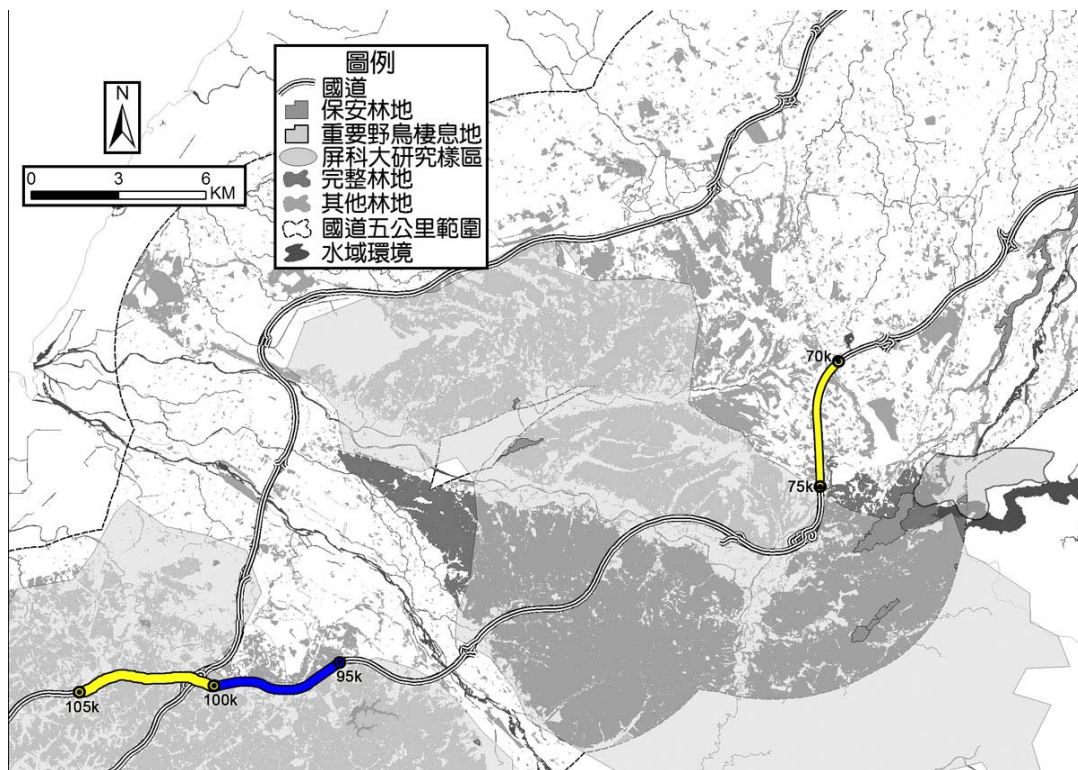 圖例
國道
保安林地
重要野鳥棲息地
屏科大研究樣區
完整林地
其他林地
國道五公里範圍
水域環境
N
0 3 6
KM
70k
75k
95k
100k
105k